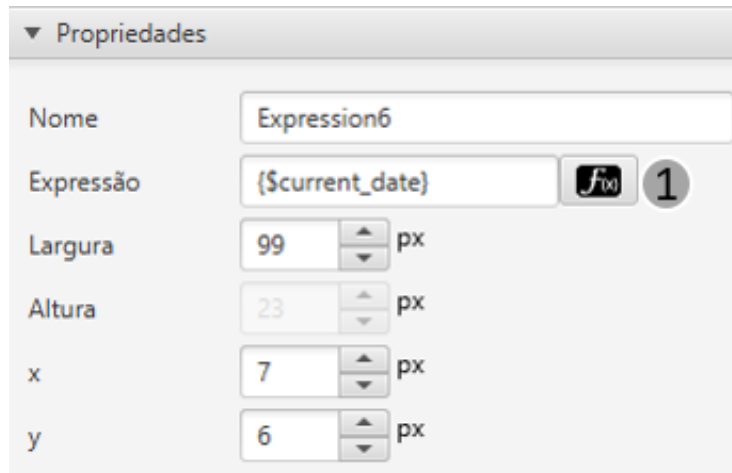 Propriedades
Nome Expression6
Expressão {$current_date} f(x) 1
Largura 99 px
Altura 23 px
x 7 px
y 6 px